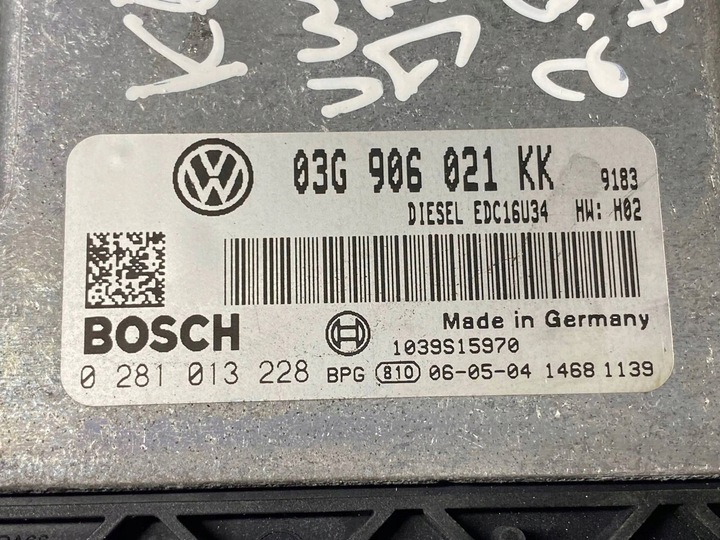 03G 906 021 KK 9183
DIESEL EDC16U34 HW: H02
BOSCH
Made in Germany
1039S15970
0 281 013 228 BPG 810 06-05-04 1468 1139